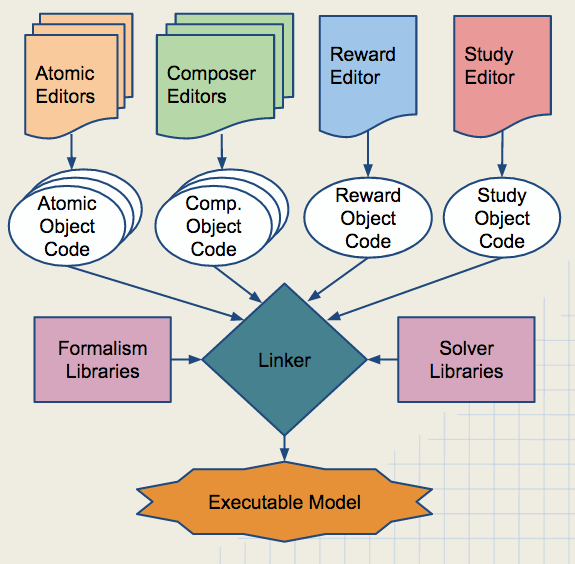 Atomic
Editors
Composer
Editors
Reward
Editor
Study
Editor
Atomic
Object
Code
Comp.
Object
Code
Reward
Object
Code
Study
Object
Code
Formalism
Libraries
Linker
Solver
Libraries
Executable Model